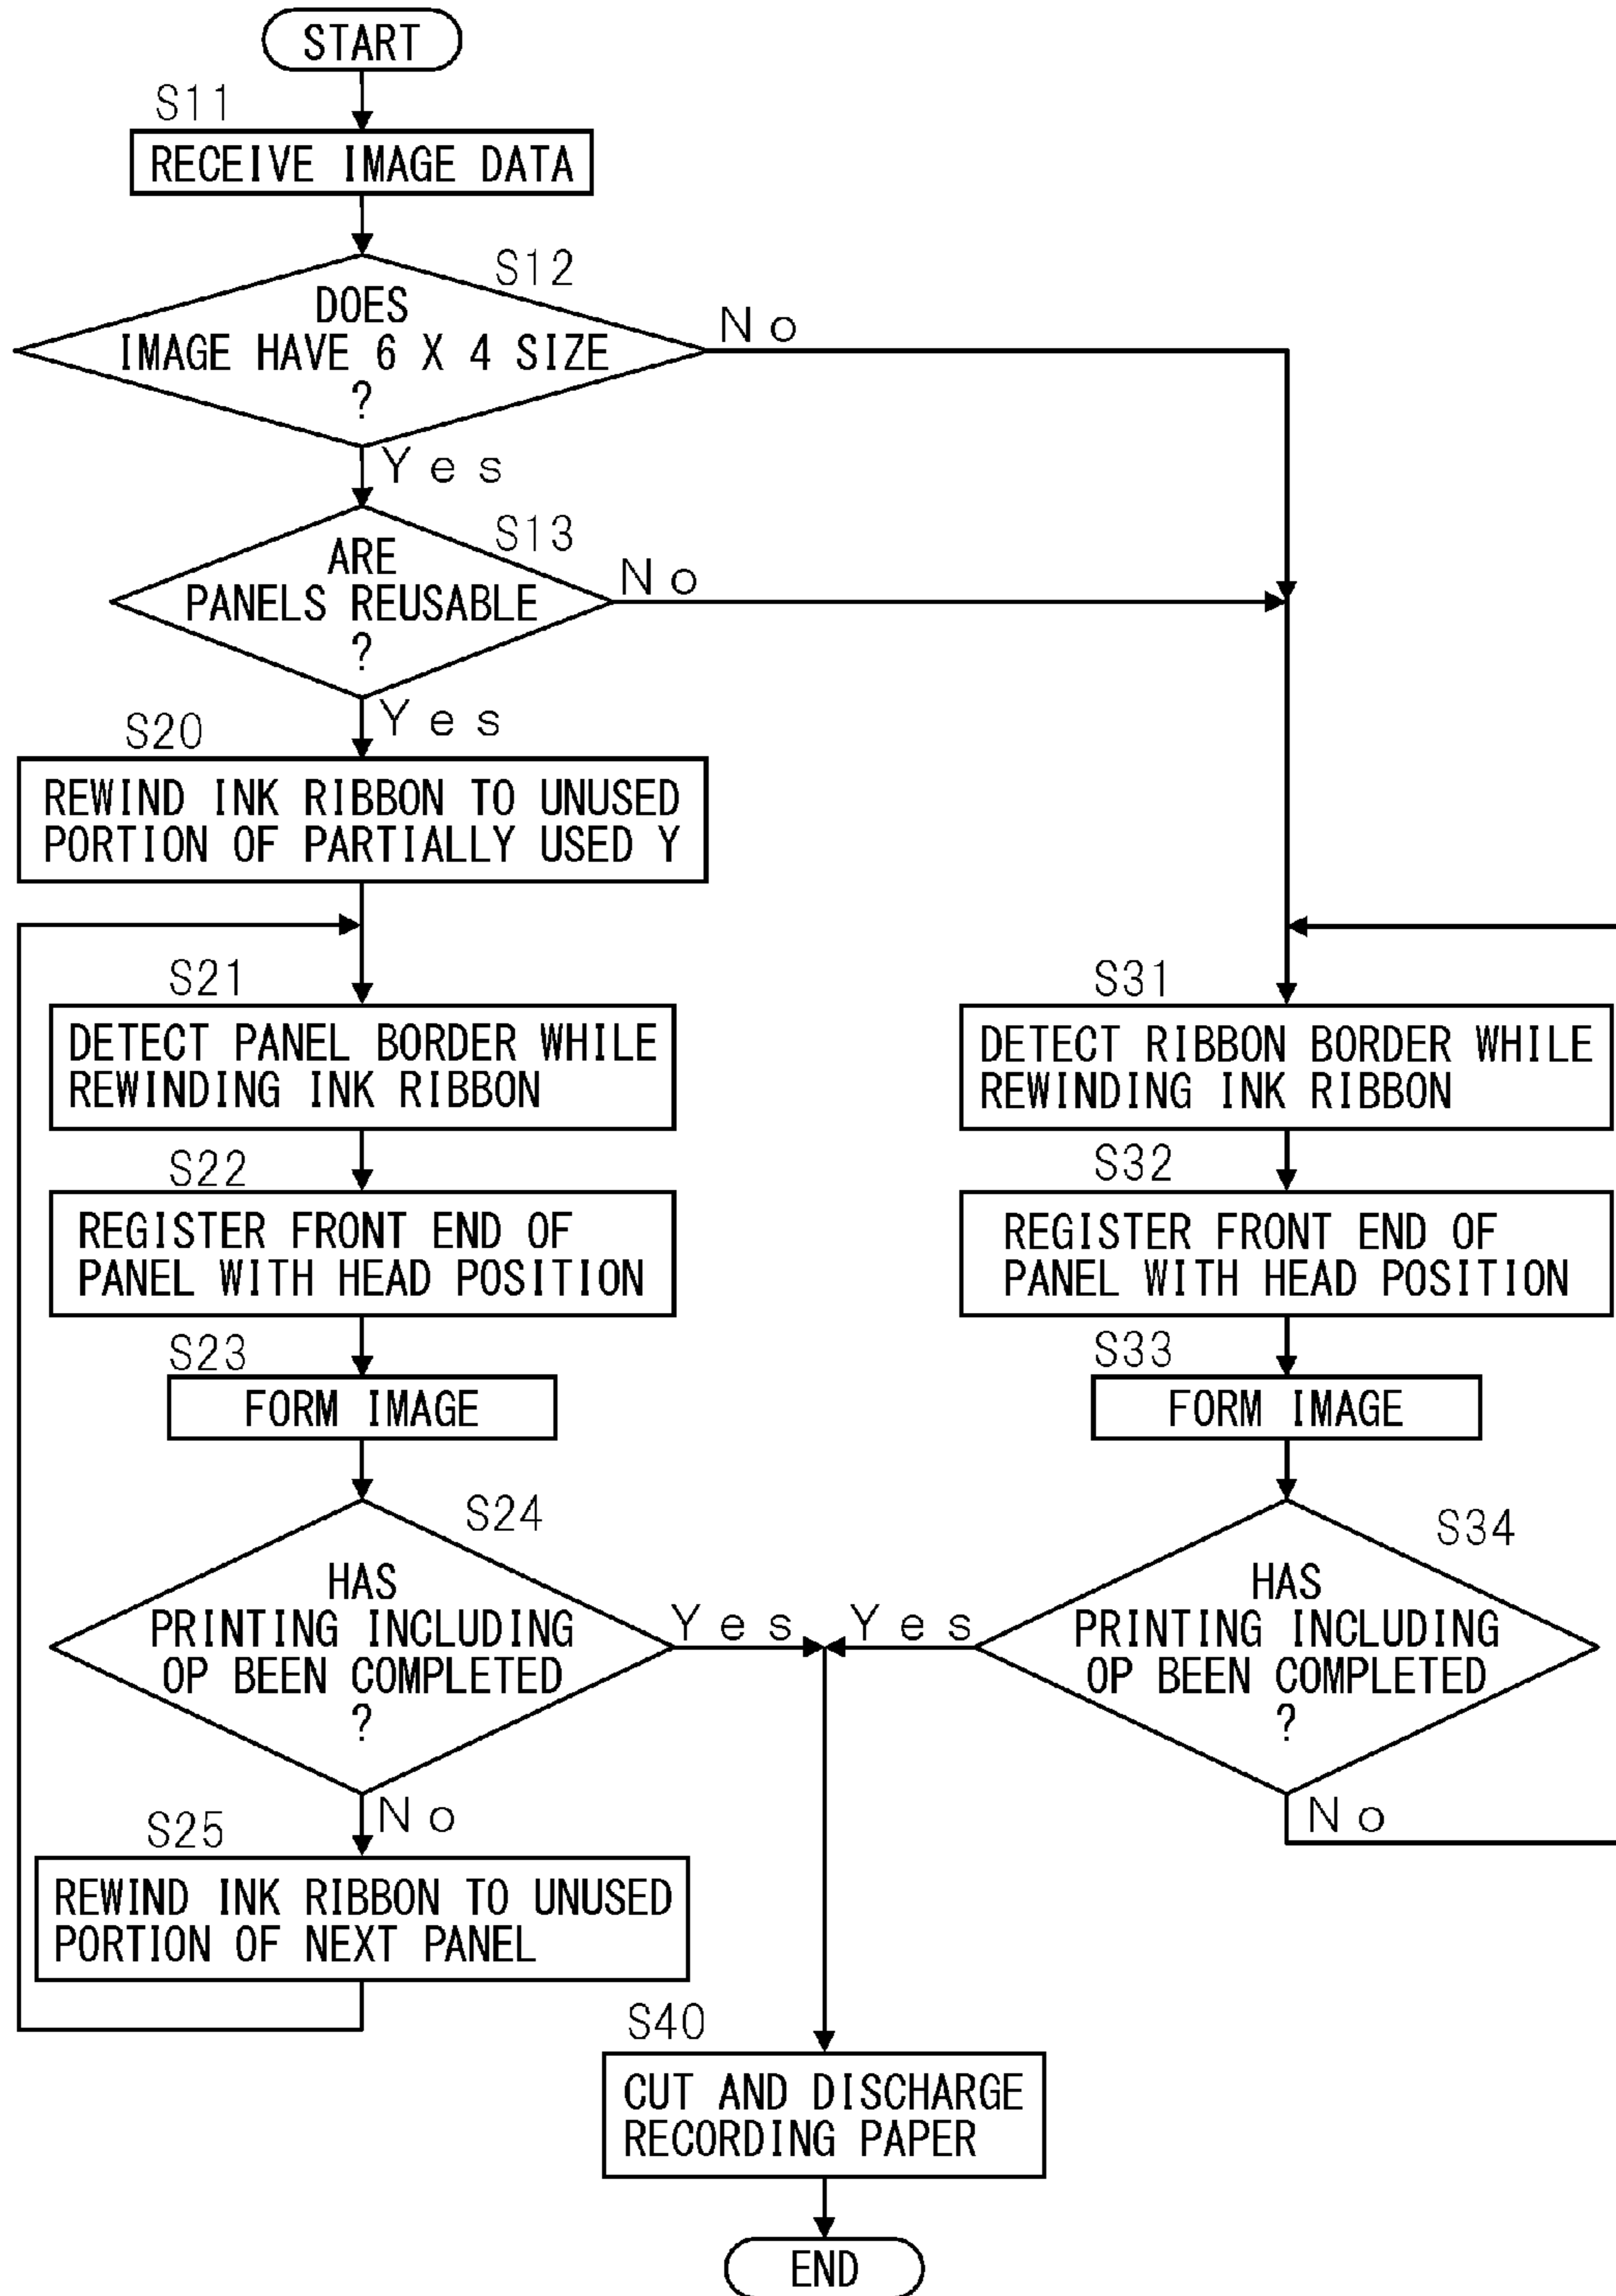 START
S11
RECEIVE IMAGE DATA
S12
DOES
IMAGE HAVE 6 X 4 SIZE
?
No
Yes
S13
ARE
PANELS REUSABLE
?
No
Yes
S20
REWIND INK RIBBON TO UNUSED
PORTION OF PARTIALLY USED Y
S21
DETECT PANEL BORDER WHILE
REWINDING INK RIBBON
S22
REGISTER FRONT END OF
PANEL WITH HEAD POSITION
S23
FORM IMAGE
S24
HAS
PRINTING INCLUDING
OP BEEN COMPLETED
?
Yes
No
S25
REWIND INK RIBBON TO UNUSED
PORTION OF NEXT PANEL
S31
DETECT RIBBON BORDER WHILE
REWINDING INK RIBBON
S32
REGISTER FRONT END OF
PANEL WITH HEAD POSITION
S33
FORM IMAGE
S34
HAS
PRINTING INCLUDING
OP BEEN COMPLETED
?
Yes
No
S40
CUT AND DISCHARGE
RECORDING PAPER
END